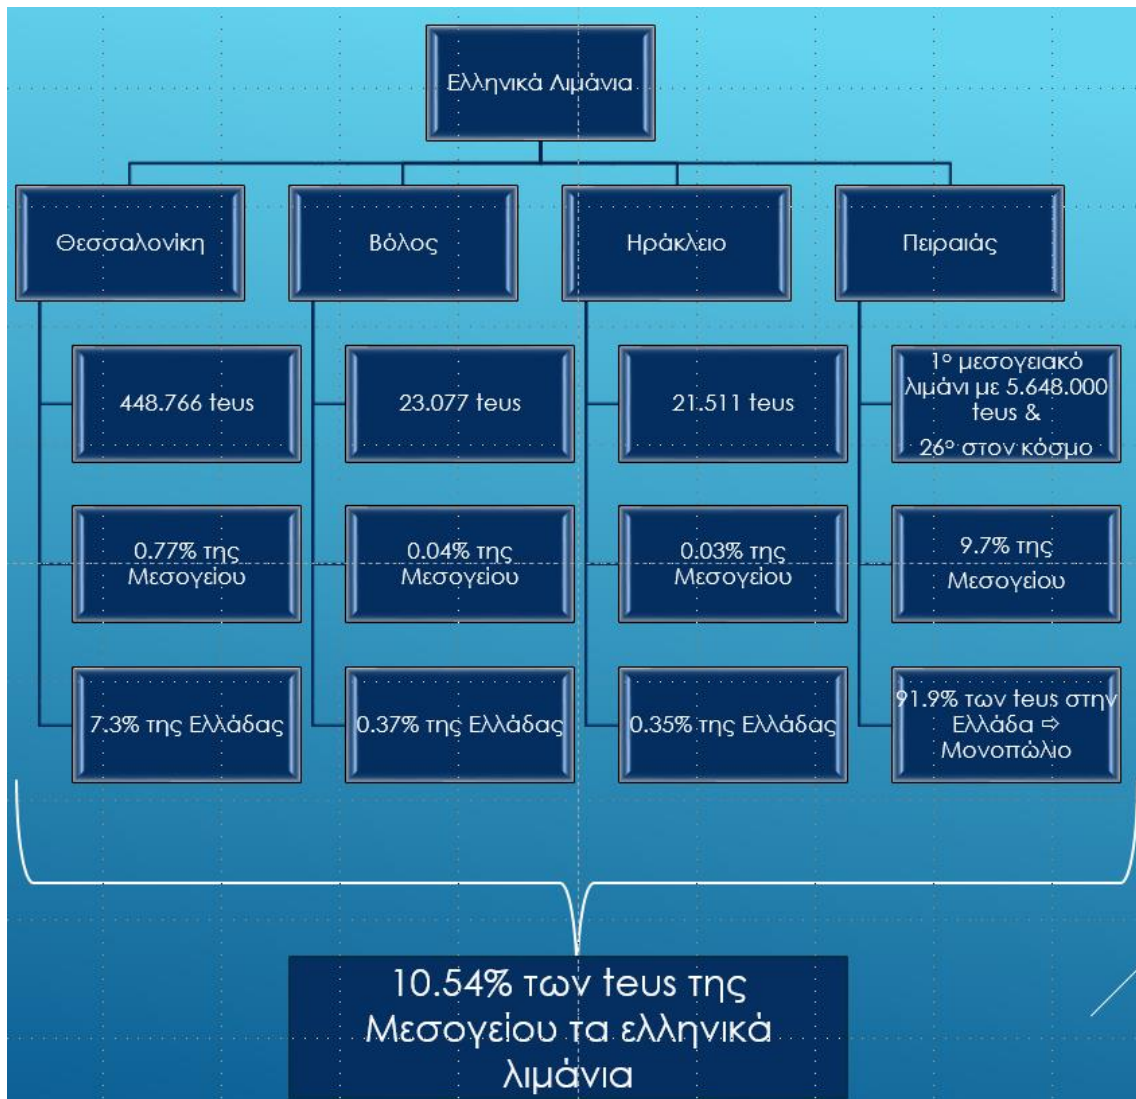 Ελληνικά Λιμάνια
Θεσσαλονίκη
Βόλος
Ηράκλειο
Πειραιάς
448.766 teus
23.077 teus
21.511 teus
1ο μεσογειακό
λιμάνι με 5.648.000
teus &
26ο στον κόσμο
0.77% της
Μεσογείου
0.04% της
Μεσογείου
0.03% της
Μεσογείου
9.7% της
Μεσογείου
7.3% της Ελλάδας
0.37% της Ελλάδας
0.35% της Ελλάδας
91.9% των teus στην
Ελλάδα ⇨
Μονοπώλιο
10.54% των teus της
Μεσογείου τα ελληνικά
λιμάνια